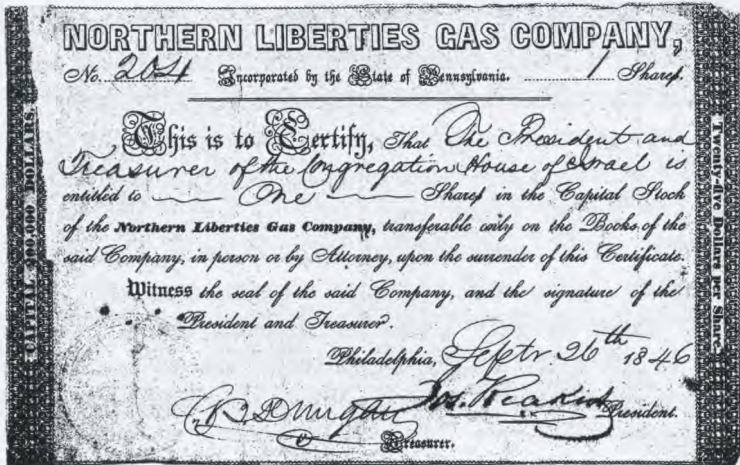 NORTHERN LIBERTIES GAS COMPANY,
No. 204 Incorporated by the State of Pennsylvania. 1 Shares.
This is to Certify, That The President and
Treasurer of the Congregation House of Israel is
entitled to One Shares in the Capital Stock
of the Northern Liberties Gas Company, transferable only on the Books of the
said Company, in person or by Attorney, upon the surrender of this Certificate.
Witness the seal of the said Company, and the signature of the
President and Treasurer.
Philadelphia, Septr 26th 1846
Jos. President.
Treasurer.
CAPITAL 400,000 DOLLARS.
Twenty-five Dollars per Share.